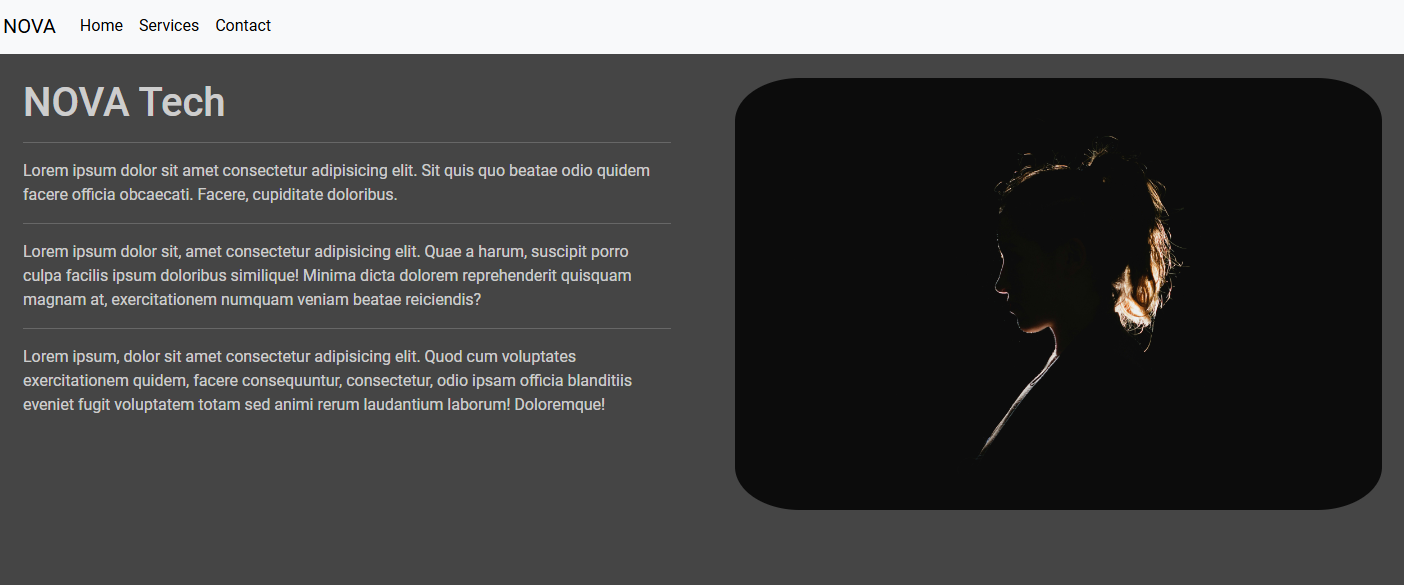 NOVA Home Services Contact
NOVA Tech
Lorem ipsum dolor sit amet consectetur adipisicing elit. Sit quis quo beatae odio quidem
facere officia obcaecati. Facere, cupiditate doloribus.
Lorem ipsum dolor sit, amet consectetur adipisicing elit. Quae a harum, suscipit porro
culpa facilis ipsum doloribus similique! Minima dicta dolorem reprehenderit quisquam
magnam at, exercitationem numquam veniam beatae reiciendis?
Lorem ipsum, dolor sit amet consectetur adipisicing elit. Quod cum voluptates
exercitationem quidem, facere consequuntur, consectetur, odio ipsam officia blanditiis
eveniet fugit voluptatem totam sed animi rerum laudantium laborum! Doloremque!